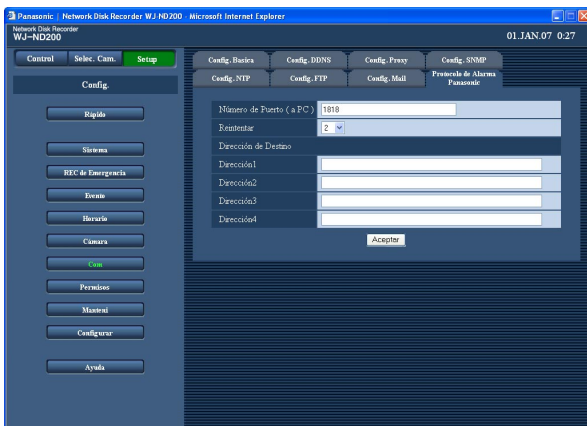 Panasonic | Network Disk Recorder WJ-ND200 - Microsoft Internet Explorer
Network Disk Recorder
WJ-ND200
01.JAN.07 0:27
Control Selec. Cam. Setup
Config.
Rápido
Sistema
REC de Emergencia
Evento
Horario
Cámara
Com
Permisos
Manteni
Configurar
Ayuda
Config. Basica Config. DDNS Config. Proxy Config. SNMP
Config. NTP Config. FTP Config. Mail Protocolo de Alarma
Panasonic
Número de Puerto ( a PC ) 1818
Reintentar 2
Dirección de Destino
Dirección1
Dirección2
Dirección3
Dirección4
Aceptar